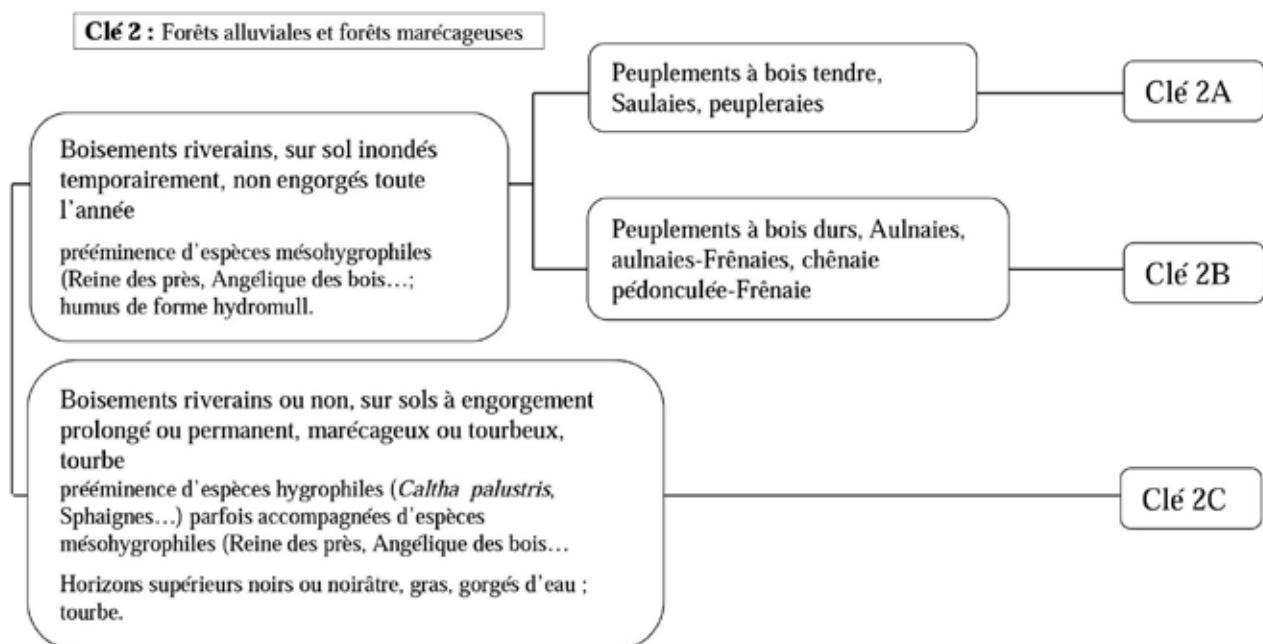 Clé 2 : Forêts alluviales et forêts marécageuses
Peuplements à bois tendre,
Saulaies, peupleraies
Clé 2A
Boisements riverains, sur sol inondés
temporairement, non engorgés toute
l'année
prééminence d'espèces mésohygrophiles
(Reine des près, Angélique des bois…;
humus de forme hydromull.
Peuplements à bois durs, Aulnaies,
aulnaies-Frênaies, chênaie
pédonculée-Frênaie
Clé 2B
Boisements riverains ou non, sur sols à engorgement
prolongé ou permanent, marécageux ou tourbeux,
tourbe
prééminence d'espèces hygrophiles (Caltha palustris,
Sphaignes…) parfois accompagnées d'espèces
mésohygrophiles (Reine des près, Angélique des bois…
Horizons supérieurs noirs ou noirâtre, gras, gorgés d'eau ;
tourbe.
Clé 2C